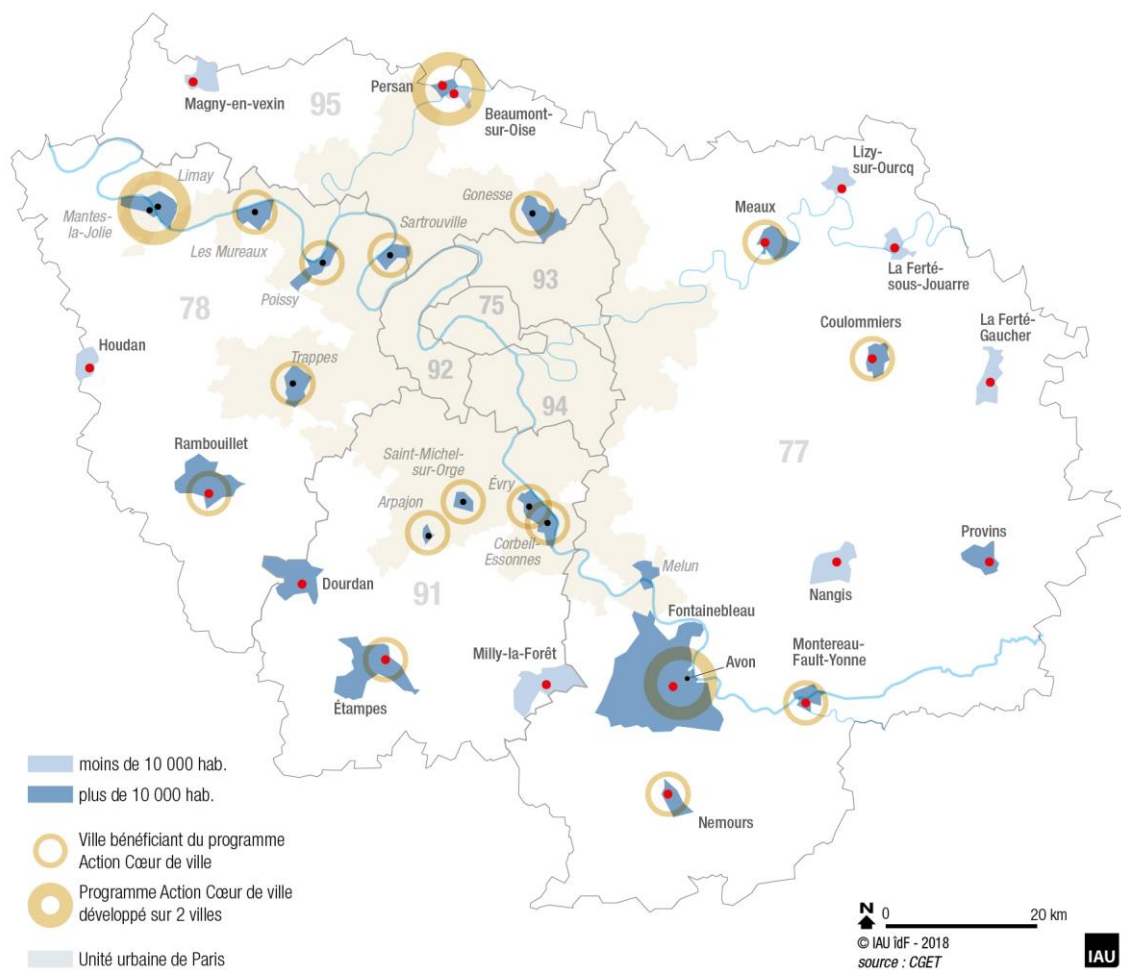 Magny-en-vexin
95
Persan
Beaumont-
sur-Oise
Limay
Mantes-
la-Jolie
Les Mureaux
Poissy
Sartrouville
Gonesse
Lizy-
sur-Ourcq
Meaux
La Ferté-
sous-Jouarre
93
75
78
92
94
Houdan
Trappes
Coulommiers
La Ferté-
Gaucher
77
Rambouillet
Saint-Michel-
sur-Orge
Évry
Arpajon
Corbeil-
Essonnes
Provins
Nangis
Dourdan
91
Melun
Fontainebleau
Avon
Montereau-
Fault-Yonne
Milly-la-Forêt
Étampes
Nemours
moins de 10 000 hab.
plus de 10 000 hab.
Ville bénéficiant du programme
Action Cœur de ville
Programme Action Cœur de ville
développé sur 2 villes
Unité urbaine de Paris
N
0 20 km
© IAU îdF - 2018
source : CGET
IAU